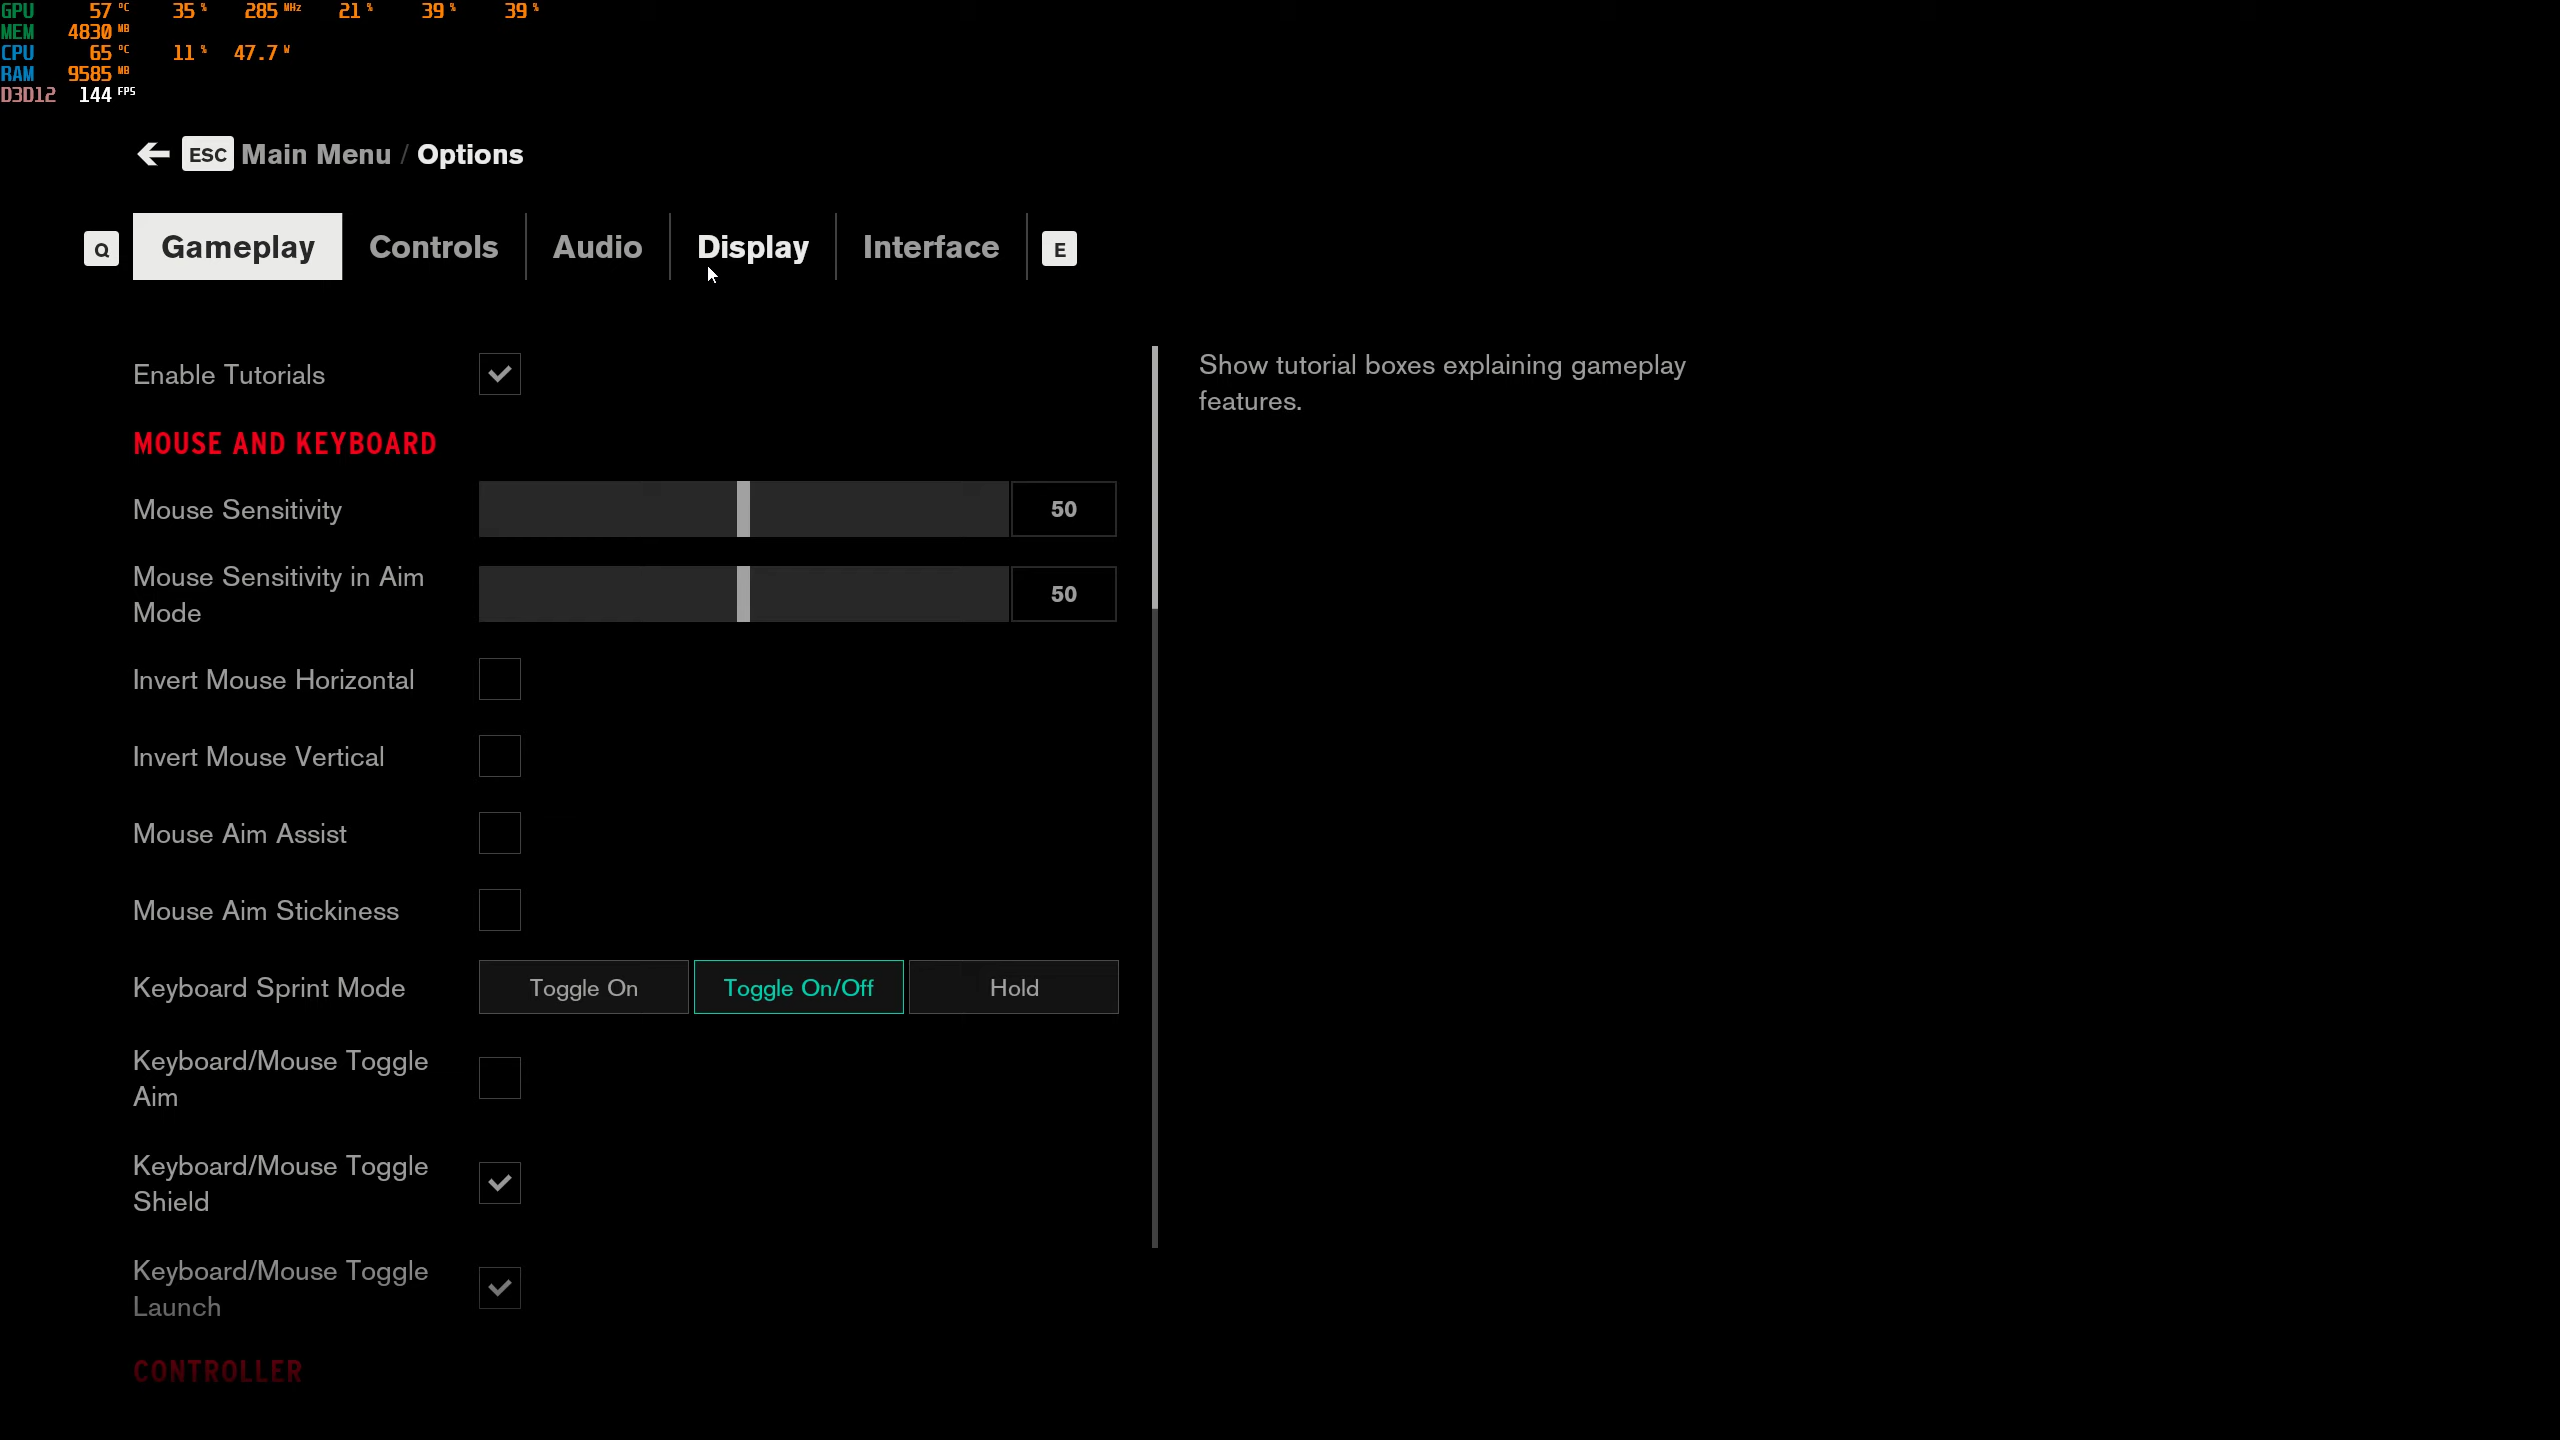 GPU 57 °C 35 % 285 MHz 21 % 39 % 39 %
MEM 4830 MB
CPU 65 °C 11 % 47.7 W
RAM 9585 MB
D3D12 144 FPS
ESC Main Menu / Options
Q Gameplay Controls Audio Display Interface E
Enable Tutorials
Show tutorial boxes explaining gameplay
features.
MOUSE AND KEYBOARD
Mouse Sensitivity 50
Mouse Sensitivity in Aim
Mode
50
Invert Mouse Horizontal
Invert Mouse Vertical
Mouse Aim Assist
Mouse Aim Stickiness
Keyboard Sprint Mode Toggle On Toggle On/Off Hold
Keyboard/Mouse Toggle
Aim
Keyboard/Mouse Toggle
Shield
Keyboard/Mouse Toggle
Launch
CONTROLLER